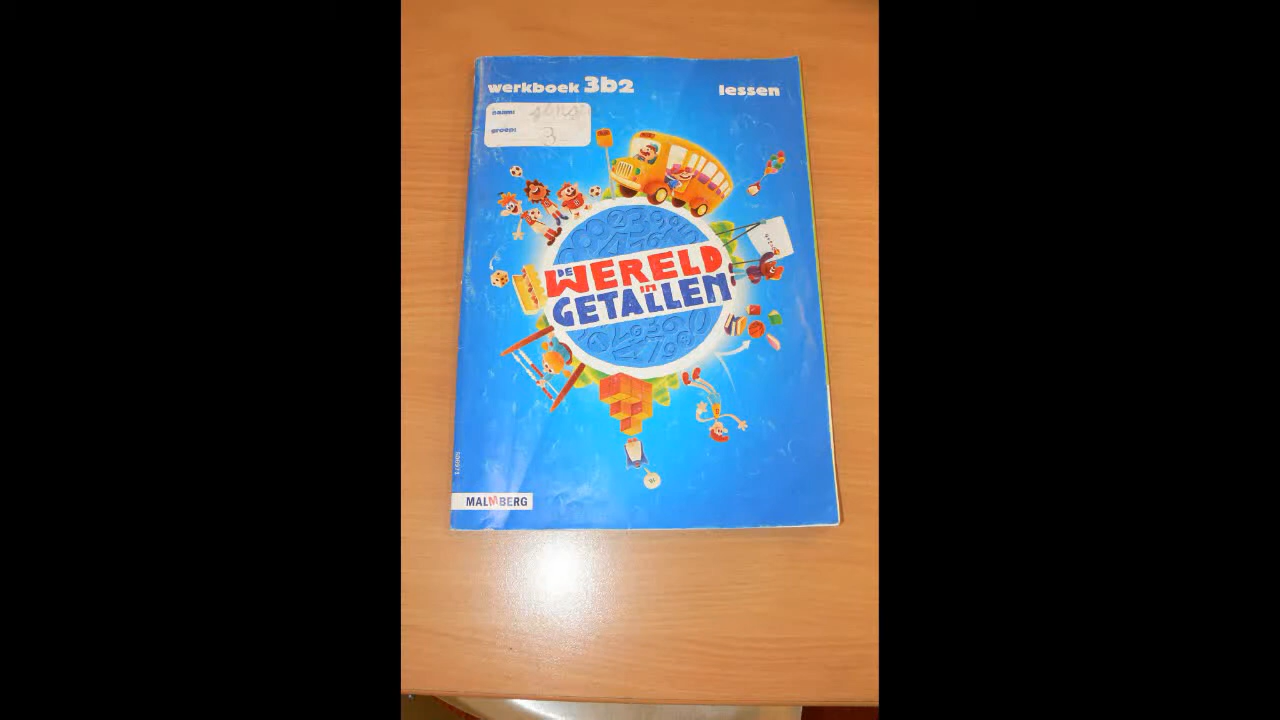 werkboek 3b2
lessen
naam:
groep: 3
DE WERELD
IN
GETALLEN
MALMBERG